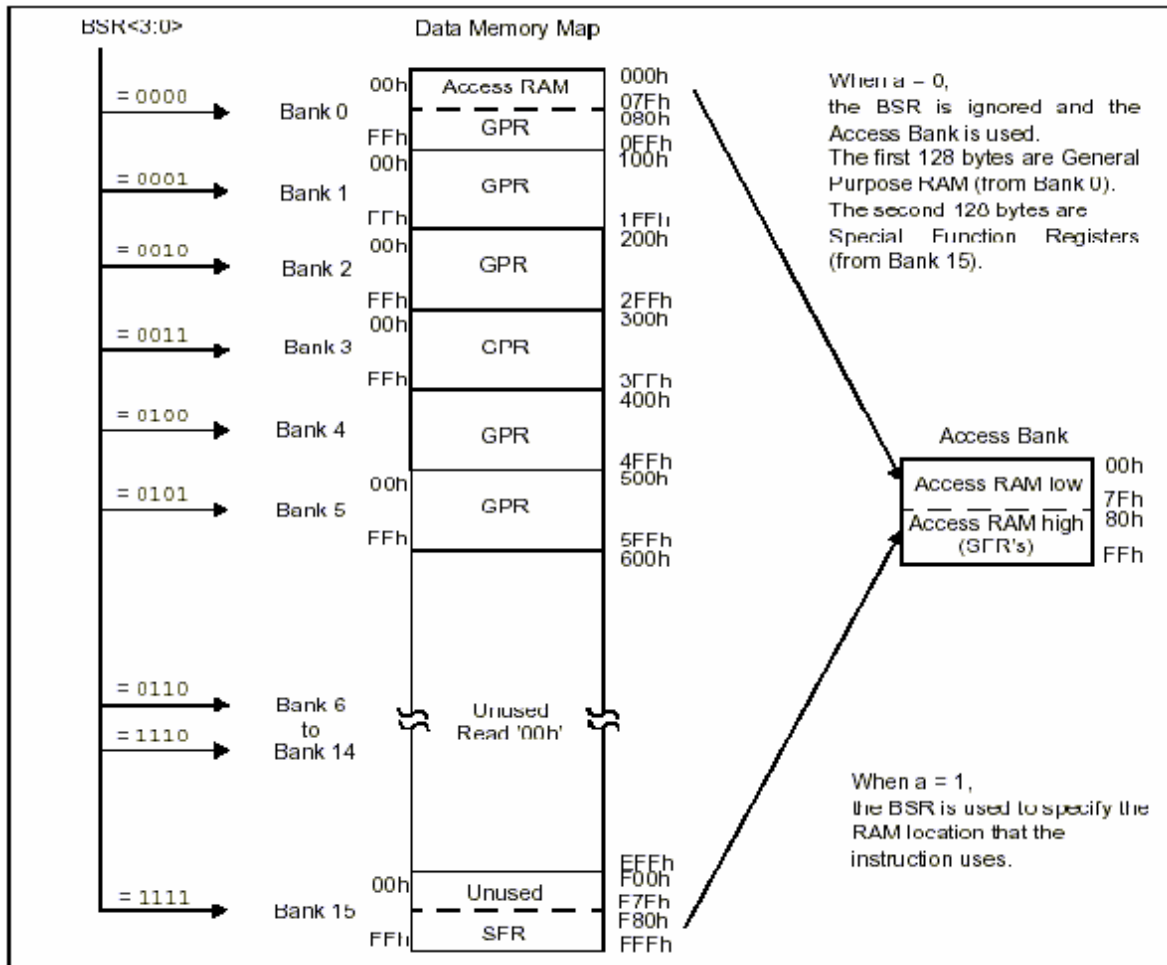 BSR<3:0>
Data Memory Map
= 0000
Bank 0
00h
Access RAM
000h
07Fh
GPR
080h
FFh
0FFh
= 0001
Bank 1
00h
GPR
100h
FFh
1FFh
= 0010
Bank 2
00h
GPR
200h
FFh
2FFh
= 0011
Bank 3
00h
GPR
300h
FFh
3FFh
= 0100
Bank 4
GPR
400h
4FFh
= 0101
Bank 5
00h
GPR
500h
FFh
5FFh
600h
= 0110
= 1110
Bank 6
to
Bank 14
Unused
Read '00h'
EFFh
= 1111
Bank 15
00h
Unused
F00h
F7Fh
SFR
F80h
FFh
FFFh
When a = 0,
the BSR is ignored and the
Access Bank is used.
The first 128 bytes are General
Purpose RAM (from Bank 0).
The second 128 bytes are
Special Function Registers
(from Bank 15).
Access Bank
Access RAM low
00h
7Fh
Access RAM high
(SFR's)
80h
FFh
When a = 1,
the BSR is used to specify the
RAM location that the
instruction uses.